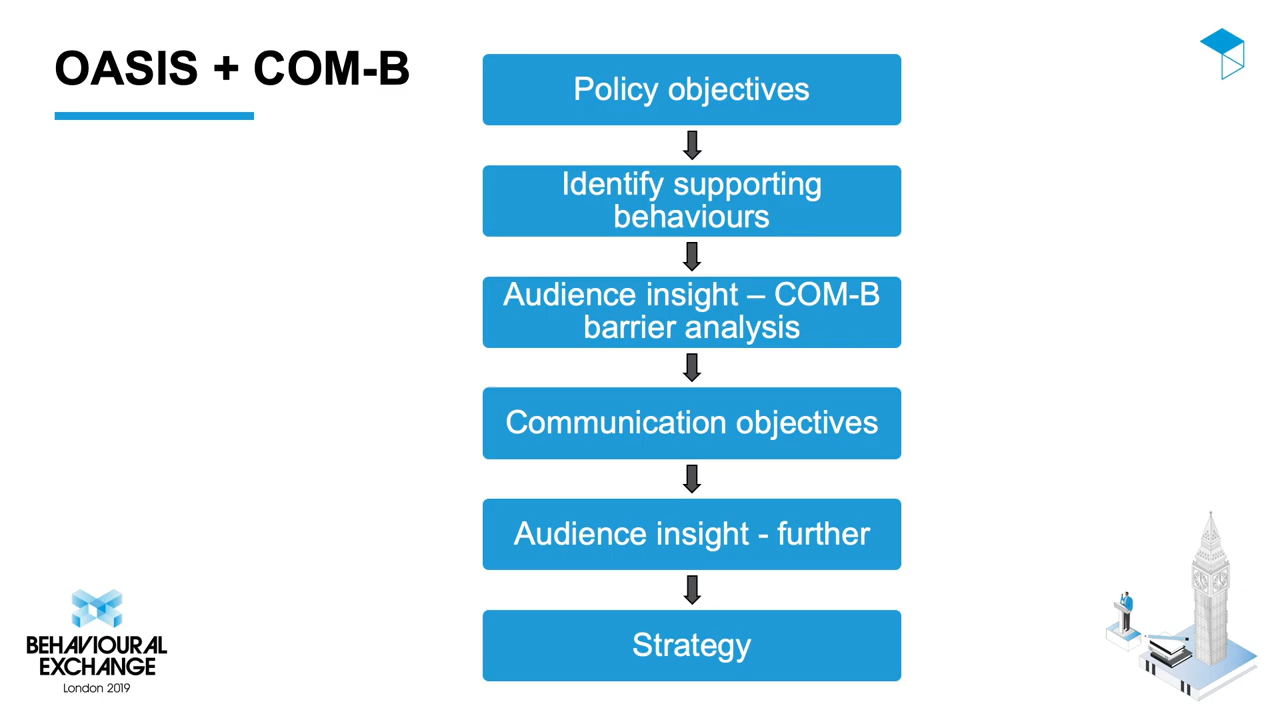 OASIS + COM-B
Policy objectives
Identify supporting
behaviours
Audience insight – COM-B
barrier analysis
Communication objectives
Audience insight - further
Strategy
BEHAVIOURAL
EXCHANGE
London 2019